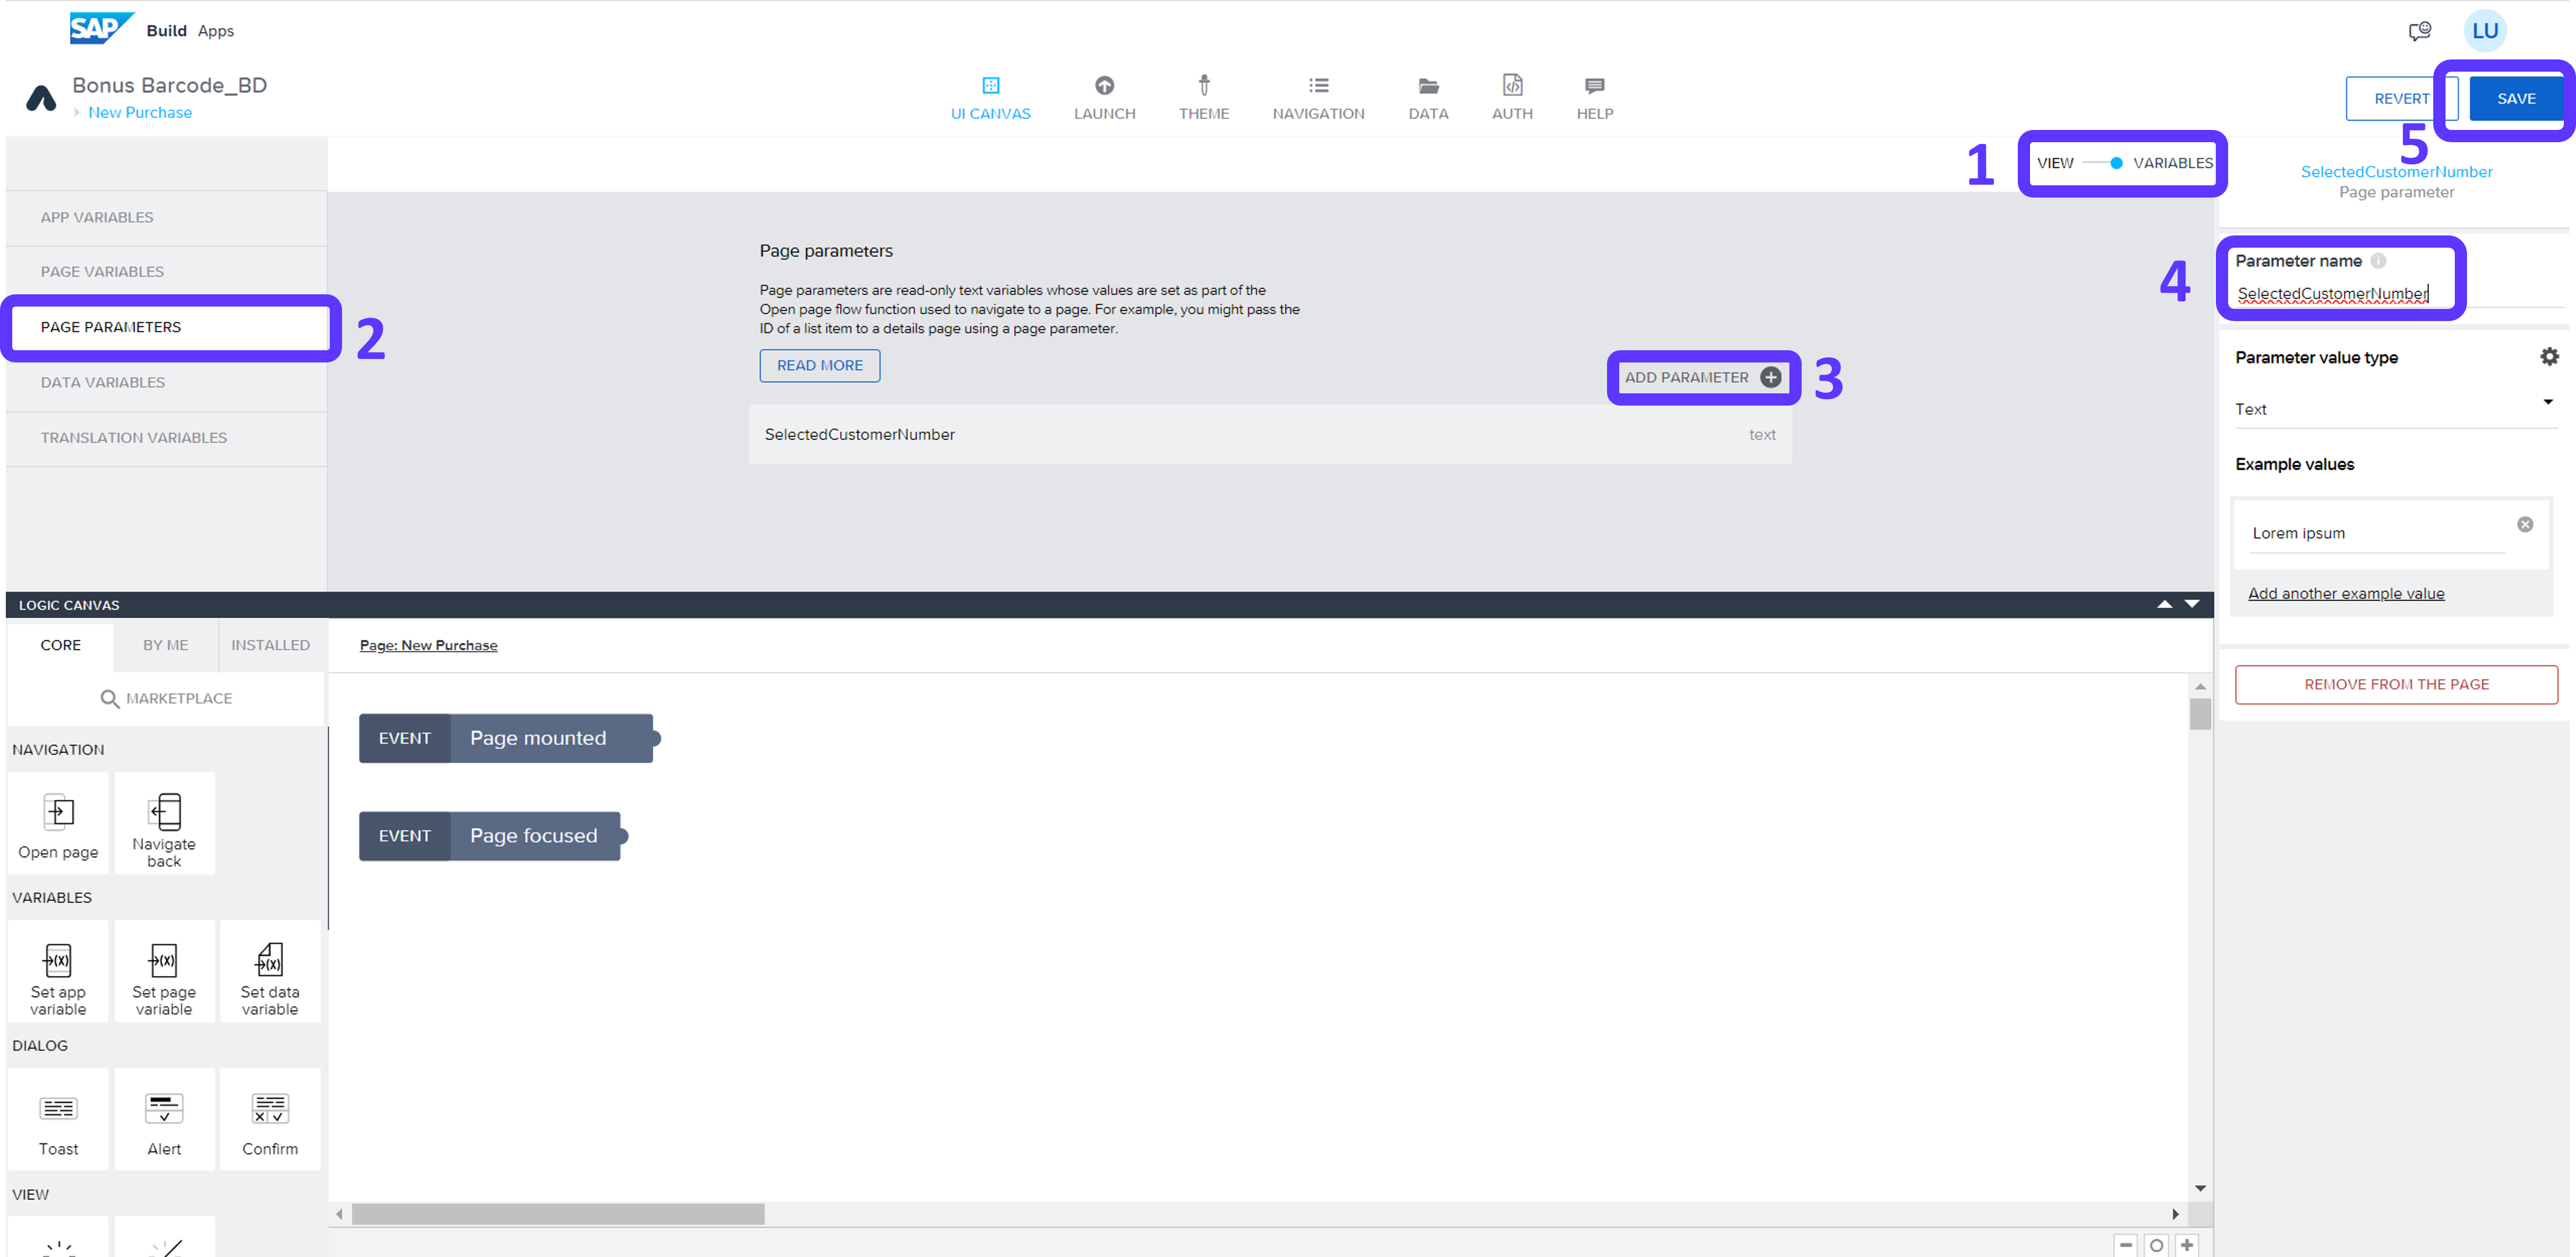 SAP Build Apps
LU
Bonus Barcode_BD
New Purchase
UI CANVAS
LAUNCH
THEME
NAVIGATION
DATA
AUTH
HELP
REVERT
SAVE
5
1
VIEW
VARIABLES
SelectedCustomerNumber
Page parameter
APP VARIABLES
PAGE VARIABLES
PAGE PARAMETERS
2
DATA VARIABLES
TRANSLATION VARIABLES
Page parameters
Page parameters are read-only text variables whose values are set as part of the
Open page flow function used to navigate to a page. For example, you might pass the
ID of a list item to a details page using a page parameter.
READ MORE
ADD PARAMETER
3
SelectedCustomerNumber
text
4
Parameter name
SelectedCustomerNumber
Parameter value type
Text
Example values
Lorem ipsum
Add another example value
REMOVE FROM THE PAGE
LOGIC CANVAS
CORE
BY ME
INSTALLED
MARKETPLACE
Page: New Purchase
EVENT Page mounted
EVENT Page focused
NAVIGATION
Open page
Navigate
back
VARIABLES
Set app
variable
Set page
variable
Set data
variable
DIALOG
Toast
Alert
Confirm
VIEW